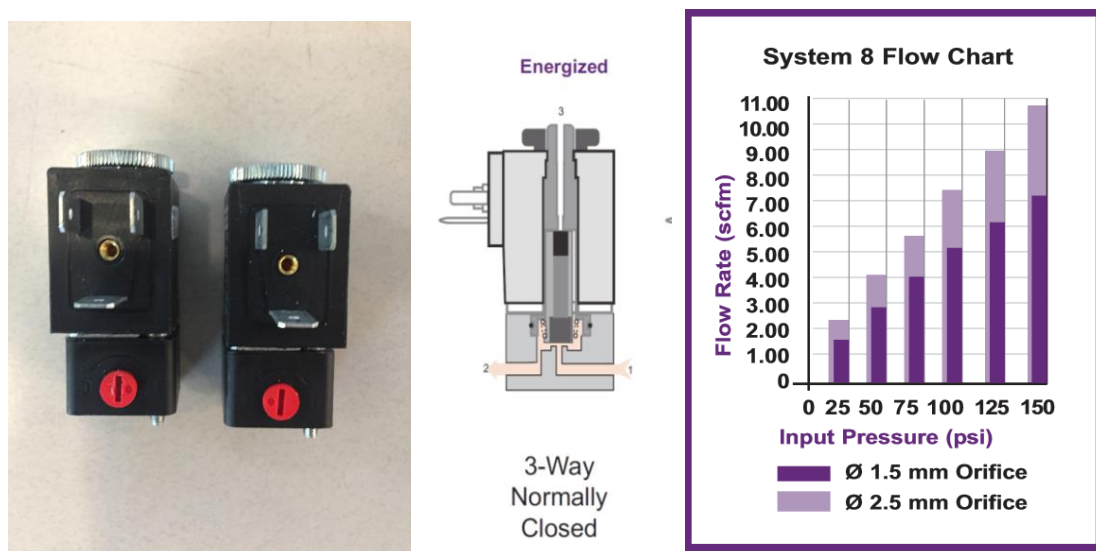 Energized
3
2
1
3-Way
Normally
Closed
System 8 Flow Chart
Flow Rate (scfm)
11.00
10.00
9.00
8.00
7.00
6.00
5.00
4.00
3.00
2.00
1.00
0
0 25 50 75 100 125 150
Input Pressure (psi)
Ø 1.5 mm Orifice
Ø 2.5 mm Orifice